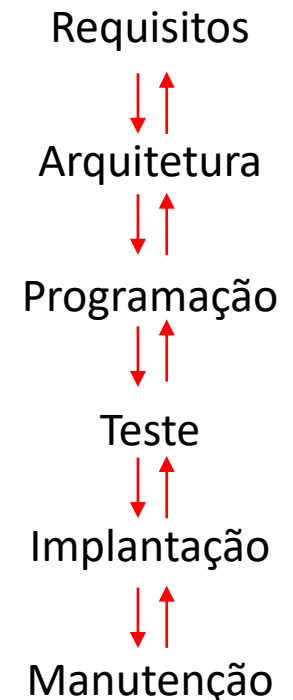 Requisitos
Arquitetura
Programação
Teste
Implantação
Manutenção